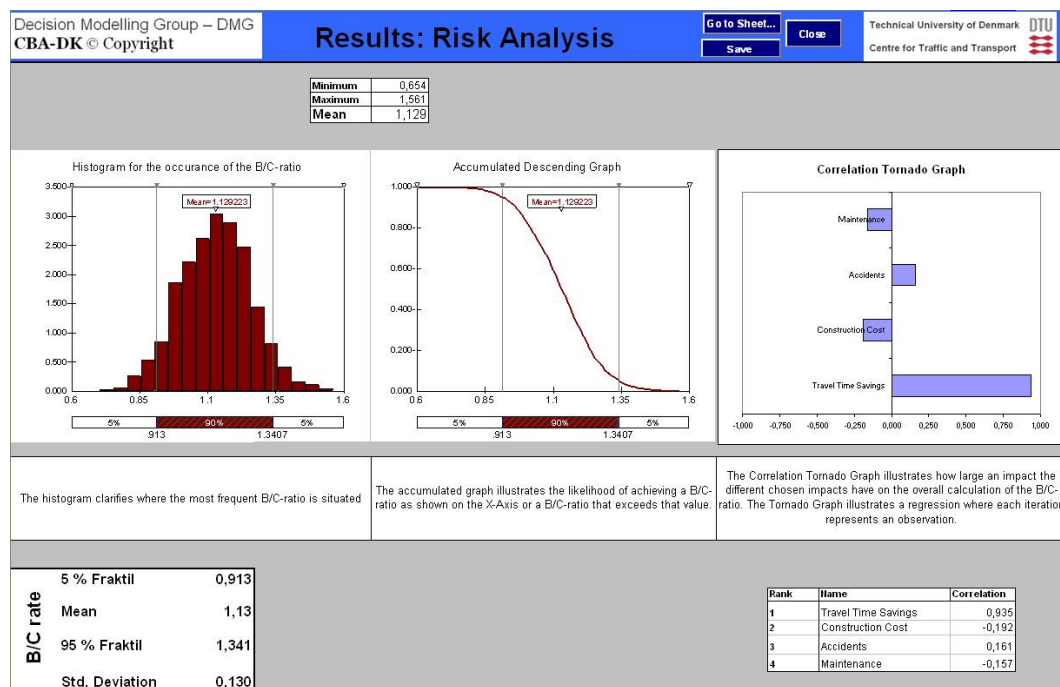 Decision Modelling Group – DMG
CBA-DK © Copyright
Results: Risk Analysis
Go to Sheet...
Save
Close
Technical University of Denmark
Centre for Traffic and Transport
DTU
Minimum 0,654
Maximum 1,561
Mean 1,129
Histogram for the occurance of the B/C-ratio
Mean=1.129223
3.500
3.000
2.500
2.000
1.500
1.000
0.500
0.000
0.6 0.85 1.1 1.35 1.6
5% 90% 5%
.913 1.3407
Accumulated Descending Graph
Mean=1.129223
1.000
0.800
0.600
0.400
0.200
0.000
0.6 0.85 1.1 1.35 1.6
5% 90% 5%
.913 1.3407
Correlation Tornado Graph
Maintenance
Accidents
Construction Cost
Travel Time Savings
-1,000 -0,750 -0,500 -0,250 0,000 0,250 0,500 0,750 1,000
The histogram clarifies where the most frequent B/C-ratio is situated
The accumulated graph illustrates the likelihood of achieving a B/C-
ratio as shown on the X-Axis or a B/C-ratio that exceeds that value.
The Correlation Tornado Graph illustrates how large an impact the
different chosen impacts have on the overall calculation of the B/C-
ratio. The Tornado Graph illustrates a regression where each iteration
represents an observation.
B/C rate
5 % Fraktil 0,913
Mean 1,13
95 % Fraktil 1,341
Std. Deviation 0,130
Rank Name Correlation
1 Travel Time Savings 0,935
2 Construction Cost -0,192
3 Accidents 0,161
4 Maintenance -0,157